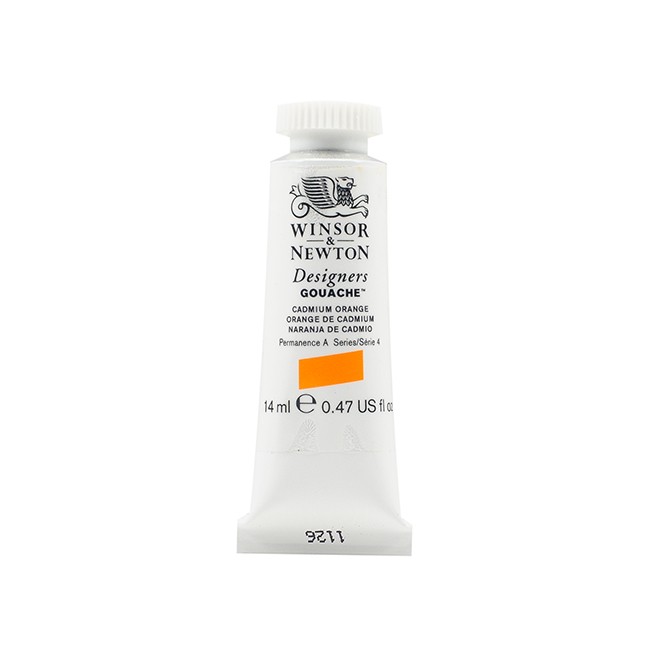 WINSOR
&
NEWTON
Designers
GOUACHE™
CADMIUM ORANGE
ORANGE DE CADMIUM
NARANJA DE CADMIO
Permanence A Series/Série 4
14 ml ℮ 0.47 US fl oz
1126